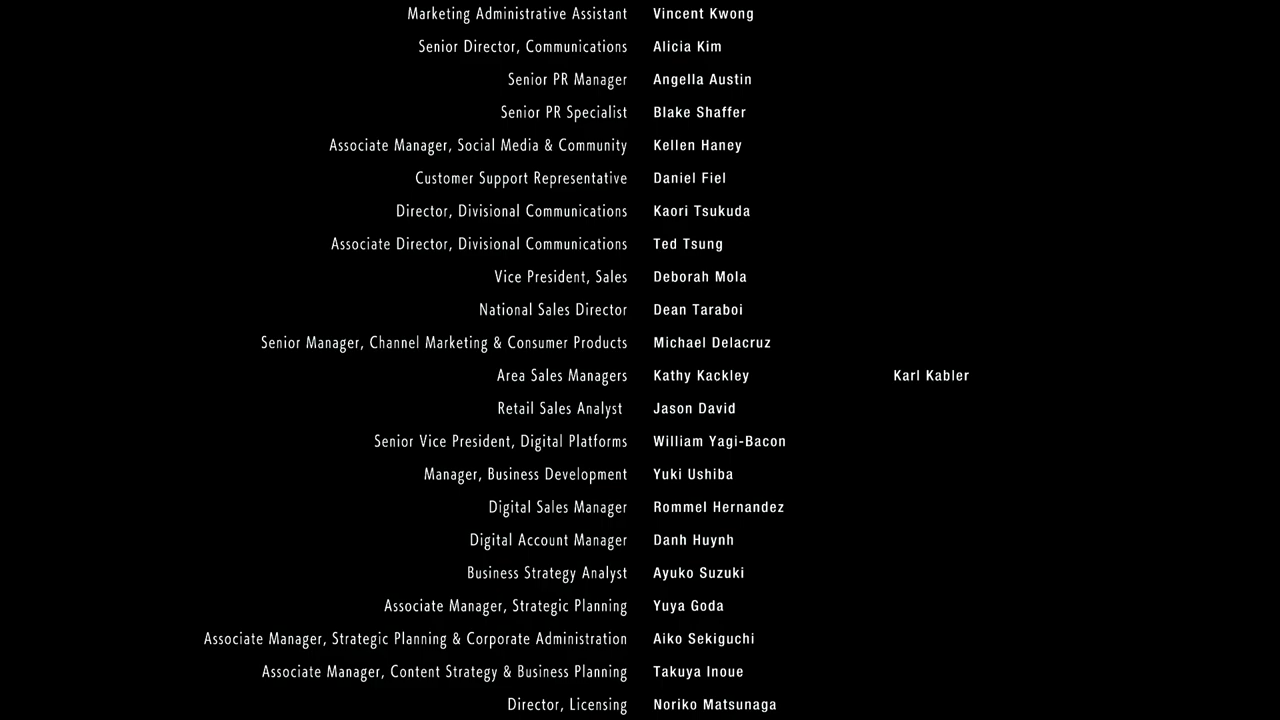 Marketing Administrative Assistant Vincent Kwong
Senior Director, Communications Alicia Kim
Senior PR Manager Angella Austin
Senior PR Specialist Blake Shaffer
Associate Manager, Social Media & Community Kellen Haney
Customer Support Representative Daniel Fiel
Director, Divisional Communications Kaori Tsukuda
Associate Director, Divisional Communications Ted Tsung
Vice President, Sales Deborah Mola
National Sales Director Dean Taraboi
Senior Manager, Channel Marketing & Consumer Products Michael Delacruz
Area Sales Managers Kathy Kackley Karl Kabler
Retail Sales Analyst Jason David
Senior Vice President, Digital Platforms William Yagi-Bacon
Manager, Business Development Yuki Ushiba
Digital Sales Manager Rommel Hernandez
Digital Account Manager Danh Huynh
Business Strategy Analyst Ayuko Suzuki
Associate Manager, Strategic Planning Yuya Goda
Associate Manager, Strategic Planning & Corporate Administration Aiko Sekiguchi
Associate Manager, Content Strategy & Business Planning Takuya Inoue
Director, Licensing Noriko Matsunaga